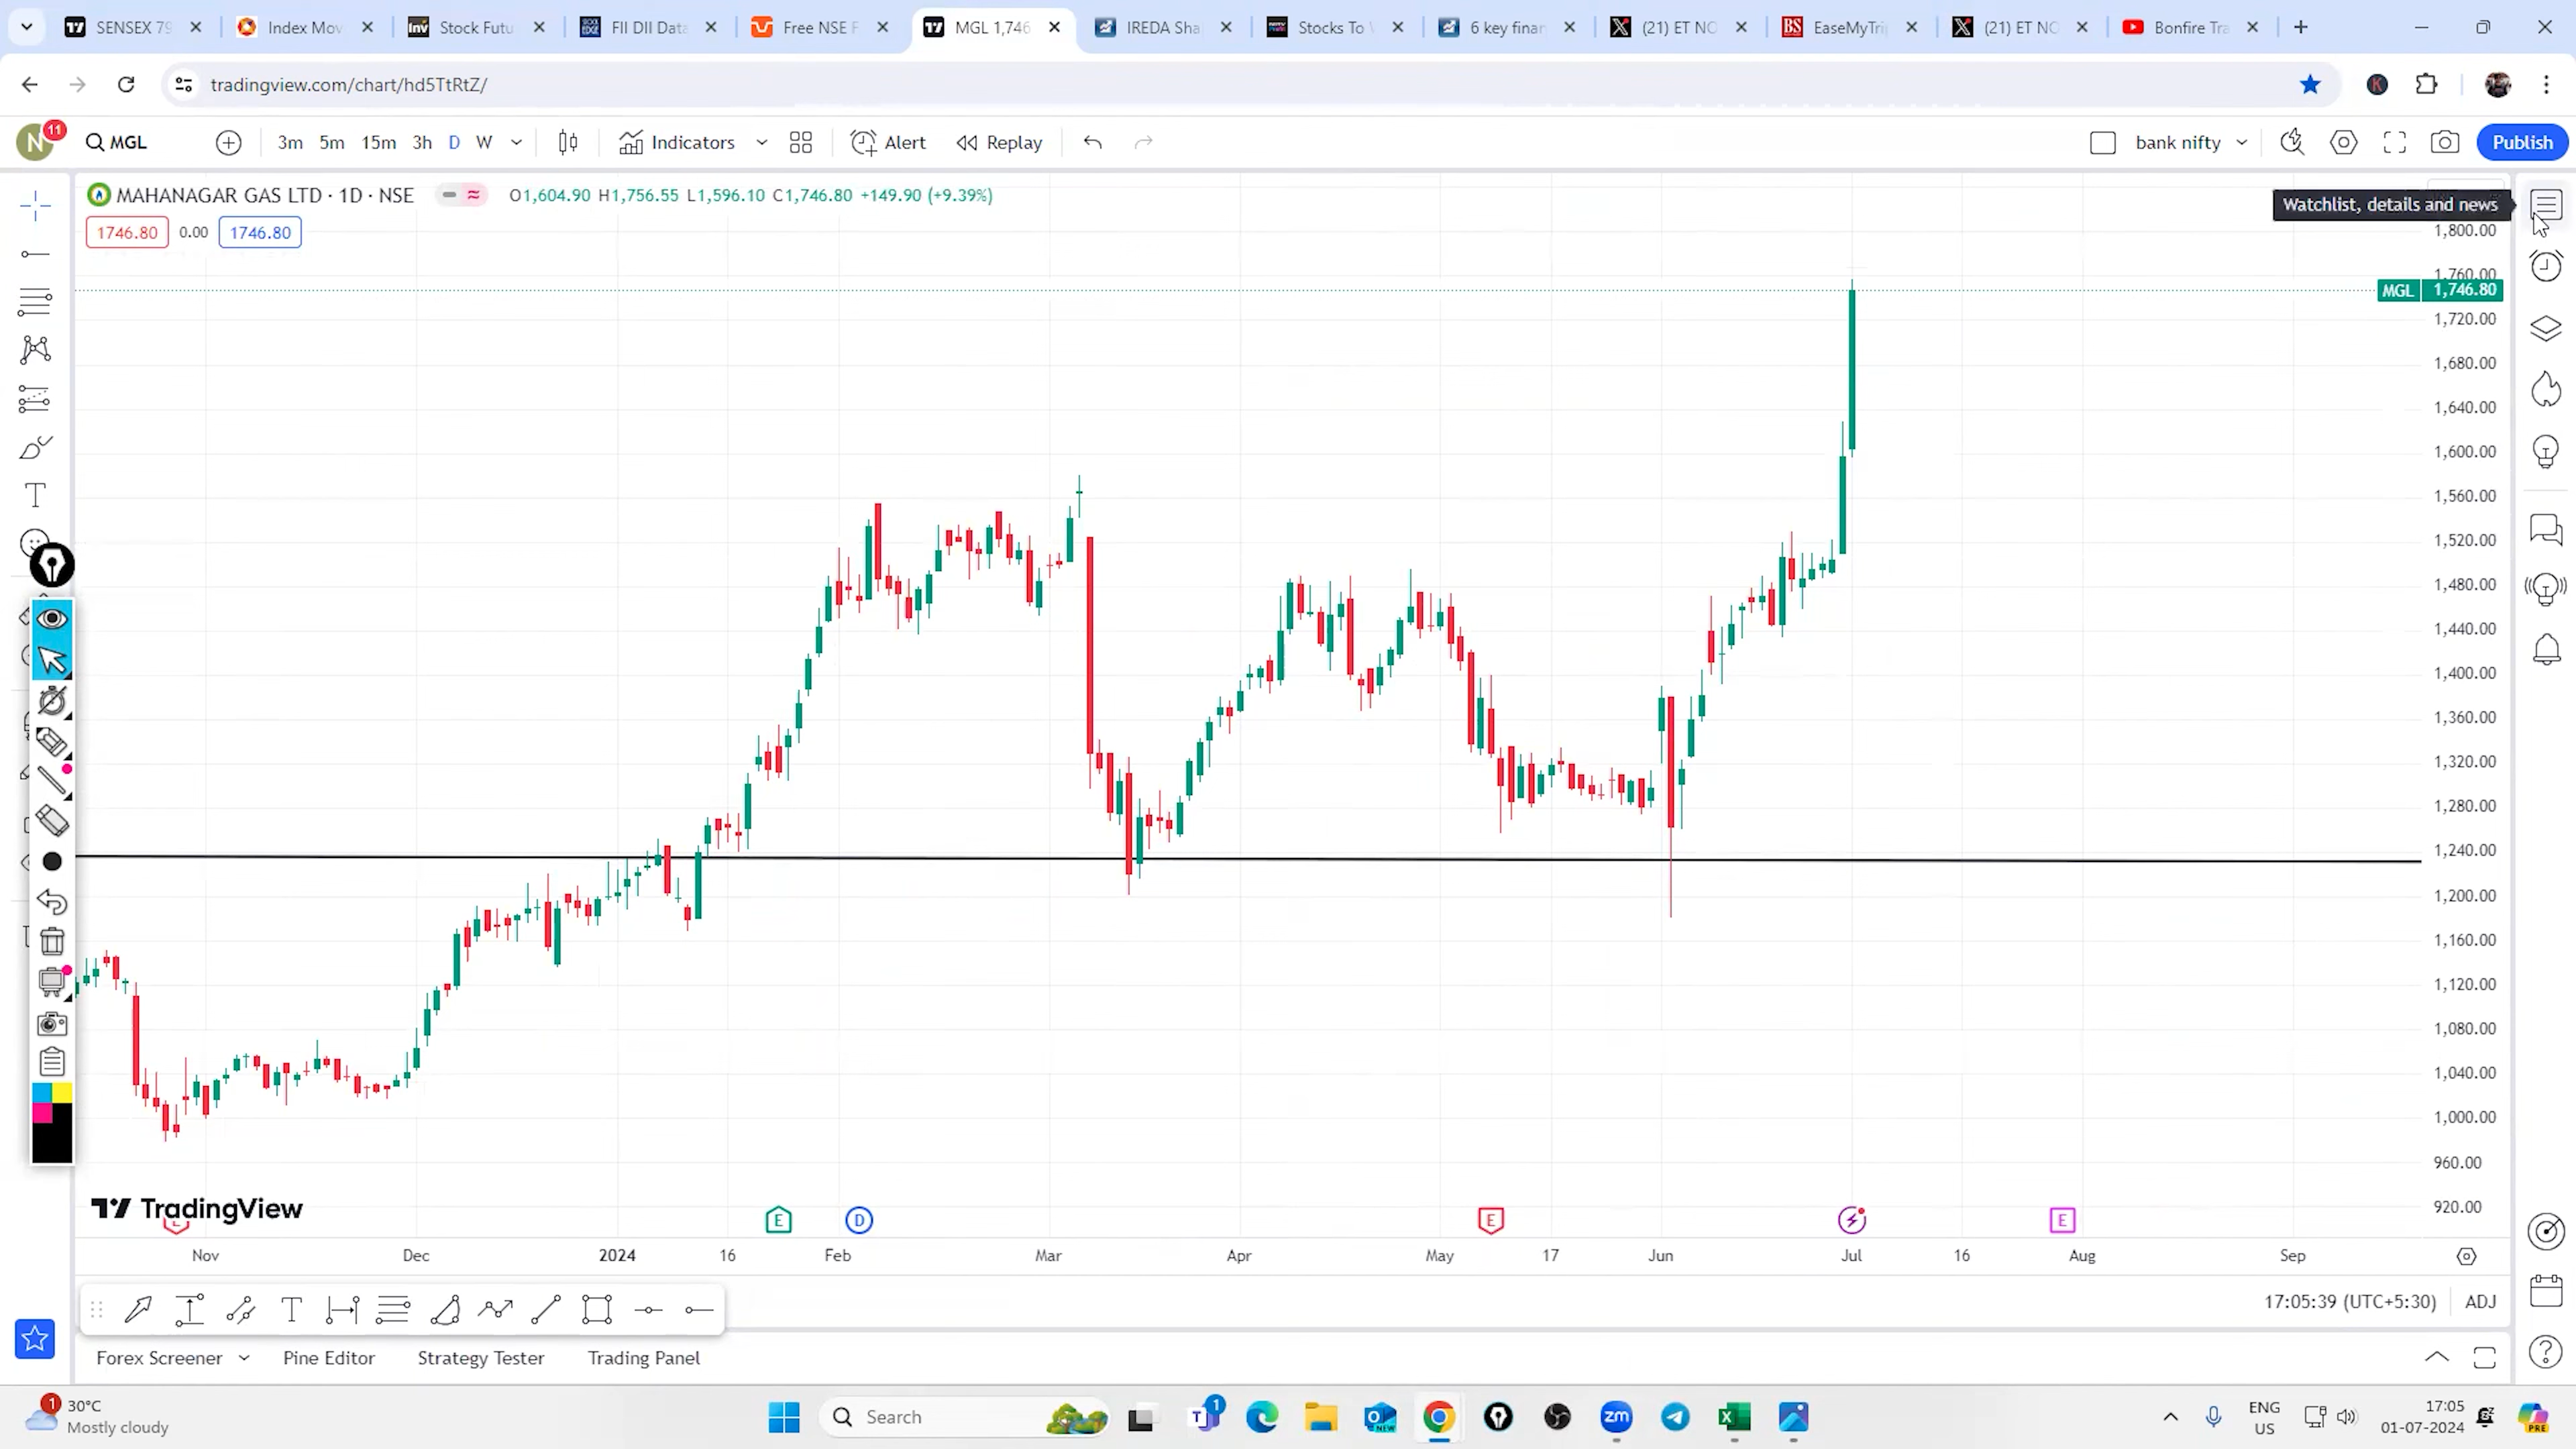 SENSEX 79
Index Mov
Stock Futu
FII DII Data
Free NSE F
MGL 1,746
IREDA Sha
Stocks To
6 key finan
(21) ET NO
EaseMyTri
(21) ET NO
Bonfire Tra
tradingview.com/chart/hd5TtRtZ/
N 11 MGL 3m 5m 15m 3h D W Indicators Alert Replay bank nifty Publish
MAHANAGAR GAS LTD · 1D · NSE O1,604.90 H1,756.55 L1,596.10 C1,746.80 +149.90 (+9.39%)
Watchlist, details and news
1746.80 0.00 1746.80
1,800.00
1,760.00
MGL 1,746.80
1,720.00
1,680.00
1,640.00
1,600.00
1,560.00
1,520.00
1,480.00
1,440.00
1,400.00
1,360.00
1,320.00
1,280.00
1,240.00
1,200.00
1,160.00
1,120.00
1,080.00
1,040.00
1,000.00
960.00
920.00
TradingView
E D E E
Nov Dec 2024 16 Feb Mar Apr May 17 Jun Jul 16 Aug Sep
17:05:39 (UTC+5:30) ADJ
Forex Screener Pine Editor Strategy Tester Trading Panel
1 30°C
Mostly cloudy
Search
1
NEW
zm
ENG
US
17:05
01-07-2024
PRE